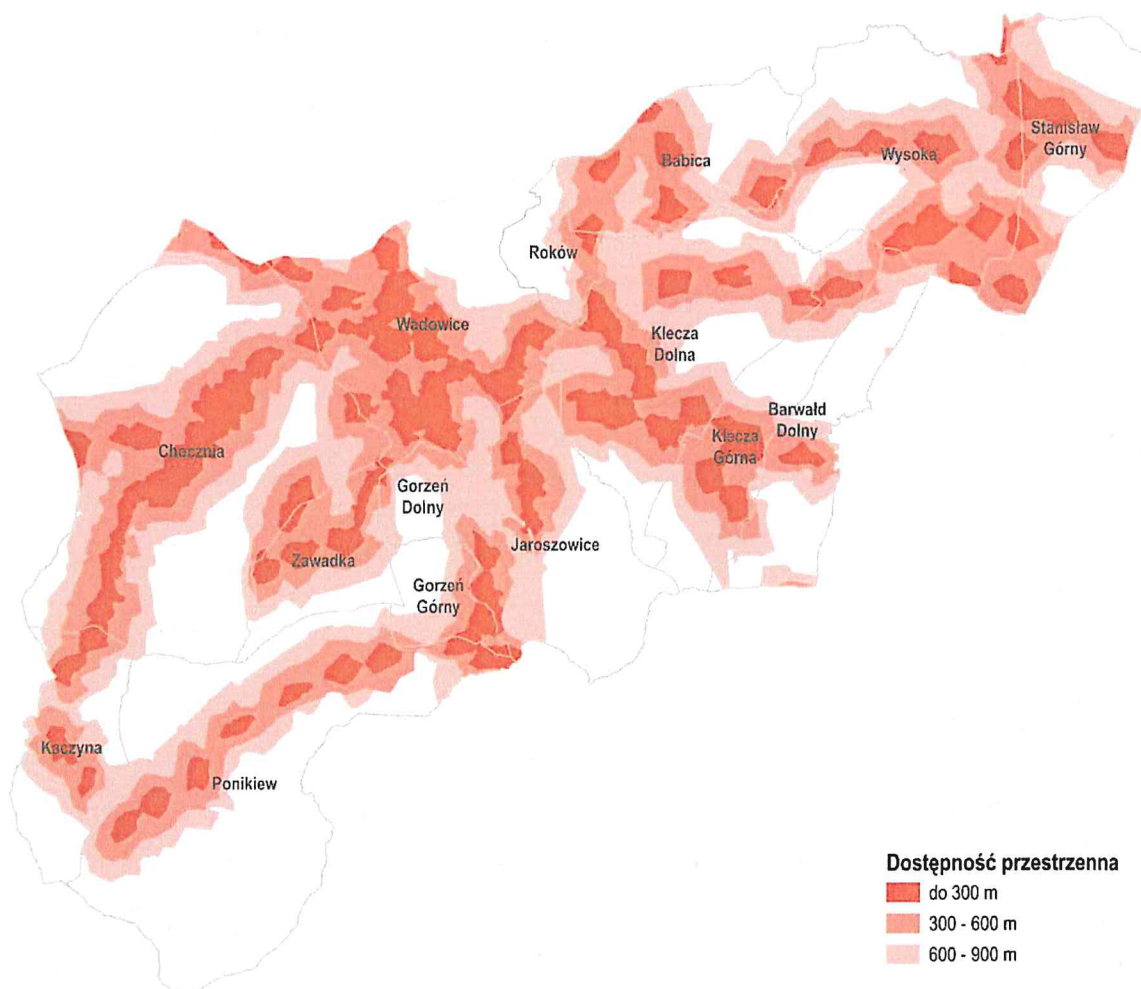 Stanisław
Górny
Babica
Wysoka
Roków
Wadowice
Klecza
Dolna
Barwałd
Dolny
Klecza
Górna
Chocznia
Gorzeń
Dolny
Jaroszowice
Zawadka
Gorzeń
Górny
Kaczyna
Ponikiew
Dostępność przestrzenna
do 300 m
300 - 600 m
600 - 900 m